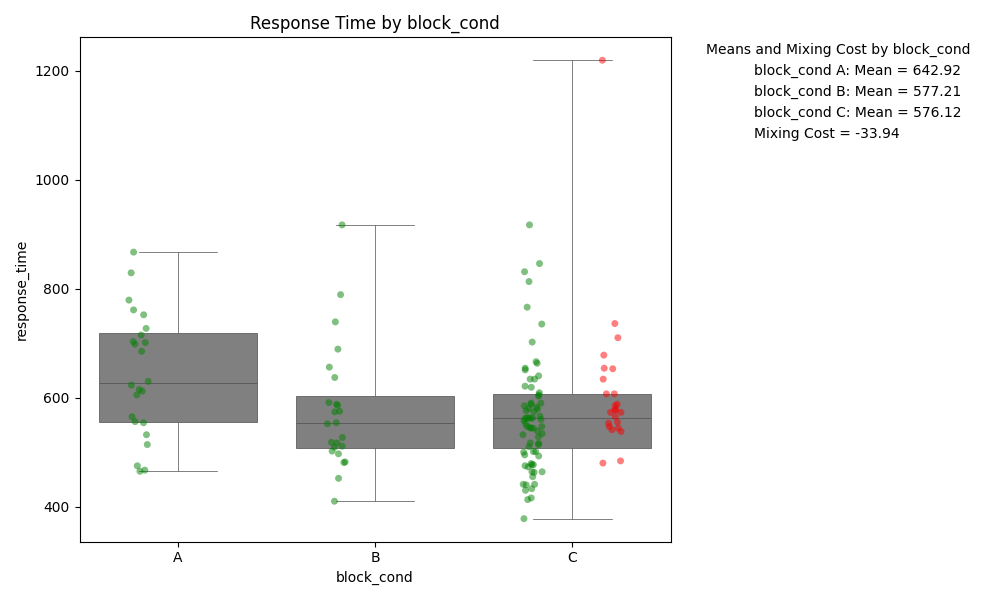 Response Time by block_cond
Means and Mixing Cost by block_cond
block_cond A: Mean = 642.92
block_cond B: Mean = 577.21
block_cond C: Mean = 576.12
Mixing Cost = -33.94
response_time
1200
1000
800
600
400
A
B
C
block_cond